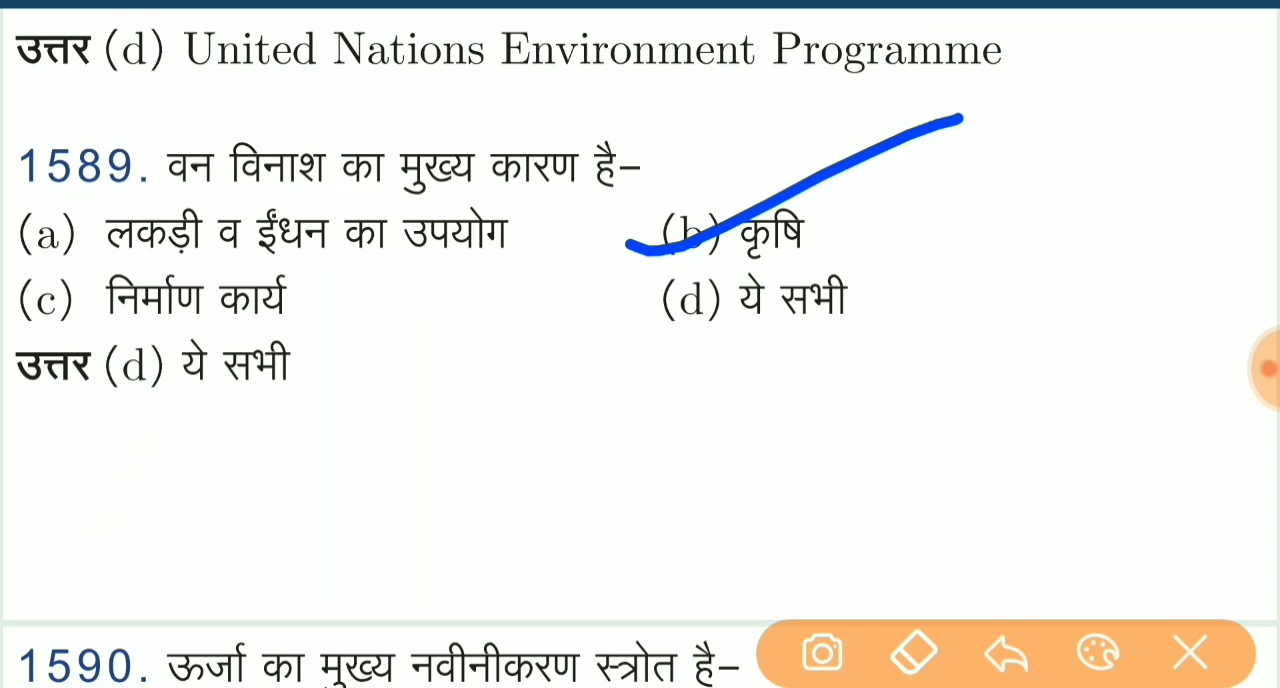 उत्तर (d) United Nations Environment Programme
1589. वन विनाश का मुख्य कारण है–
(a) लकड़ी व ईंधन का उपयोग (b) कृषि
(c) निर्माण कार्य (d) ये सभी
उत्तर (d) ये सभी
1590. ऊर्जा का मुख्य नवीनीकरण स्त्रोत है–